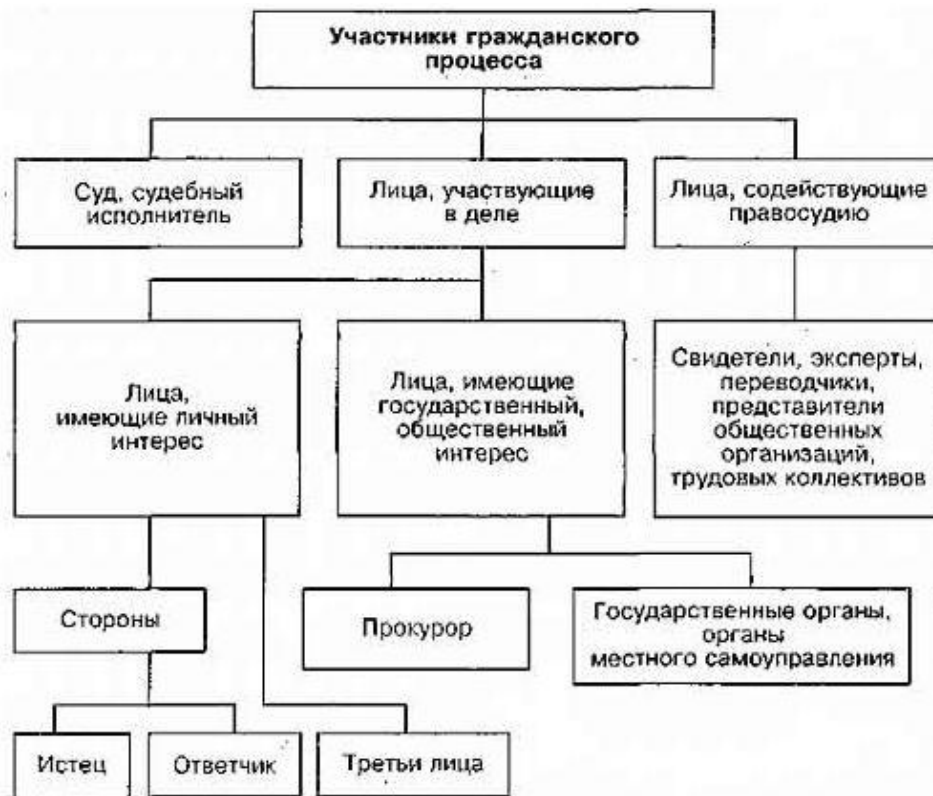 Участники гражданского
процесса
Суд, судебный
исполнитель
Лица, участвующие
в деле
Лица, содействующие
правосудию
Лица,
имеющие личный
интерес
Лица, имеющие
государственный,
общественный
интерес
Свидетели, эксперты,
переводчики,
представители
общественных
организаций,
трудовых коллективов
Стороны
Прокурор
Государственные органы,
органы
местного самоуправления
Истец
Ответчик
Третьи лица